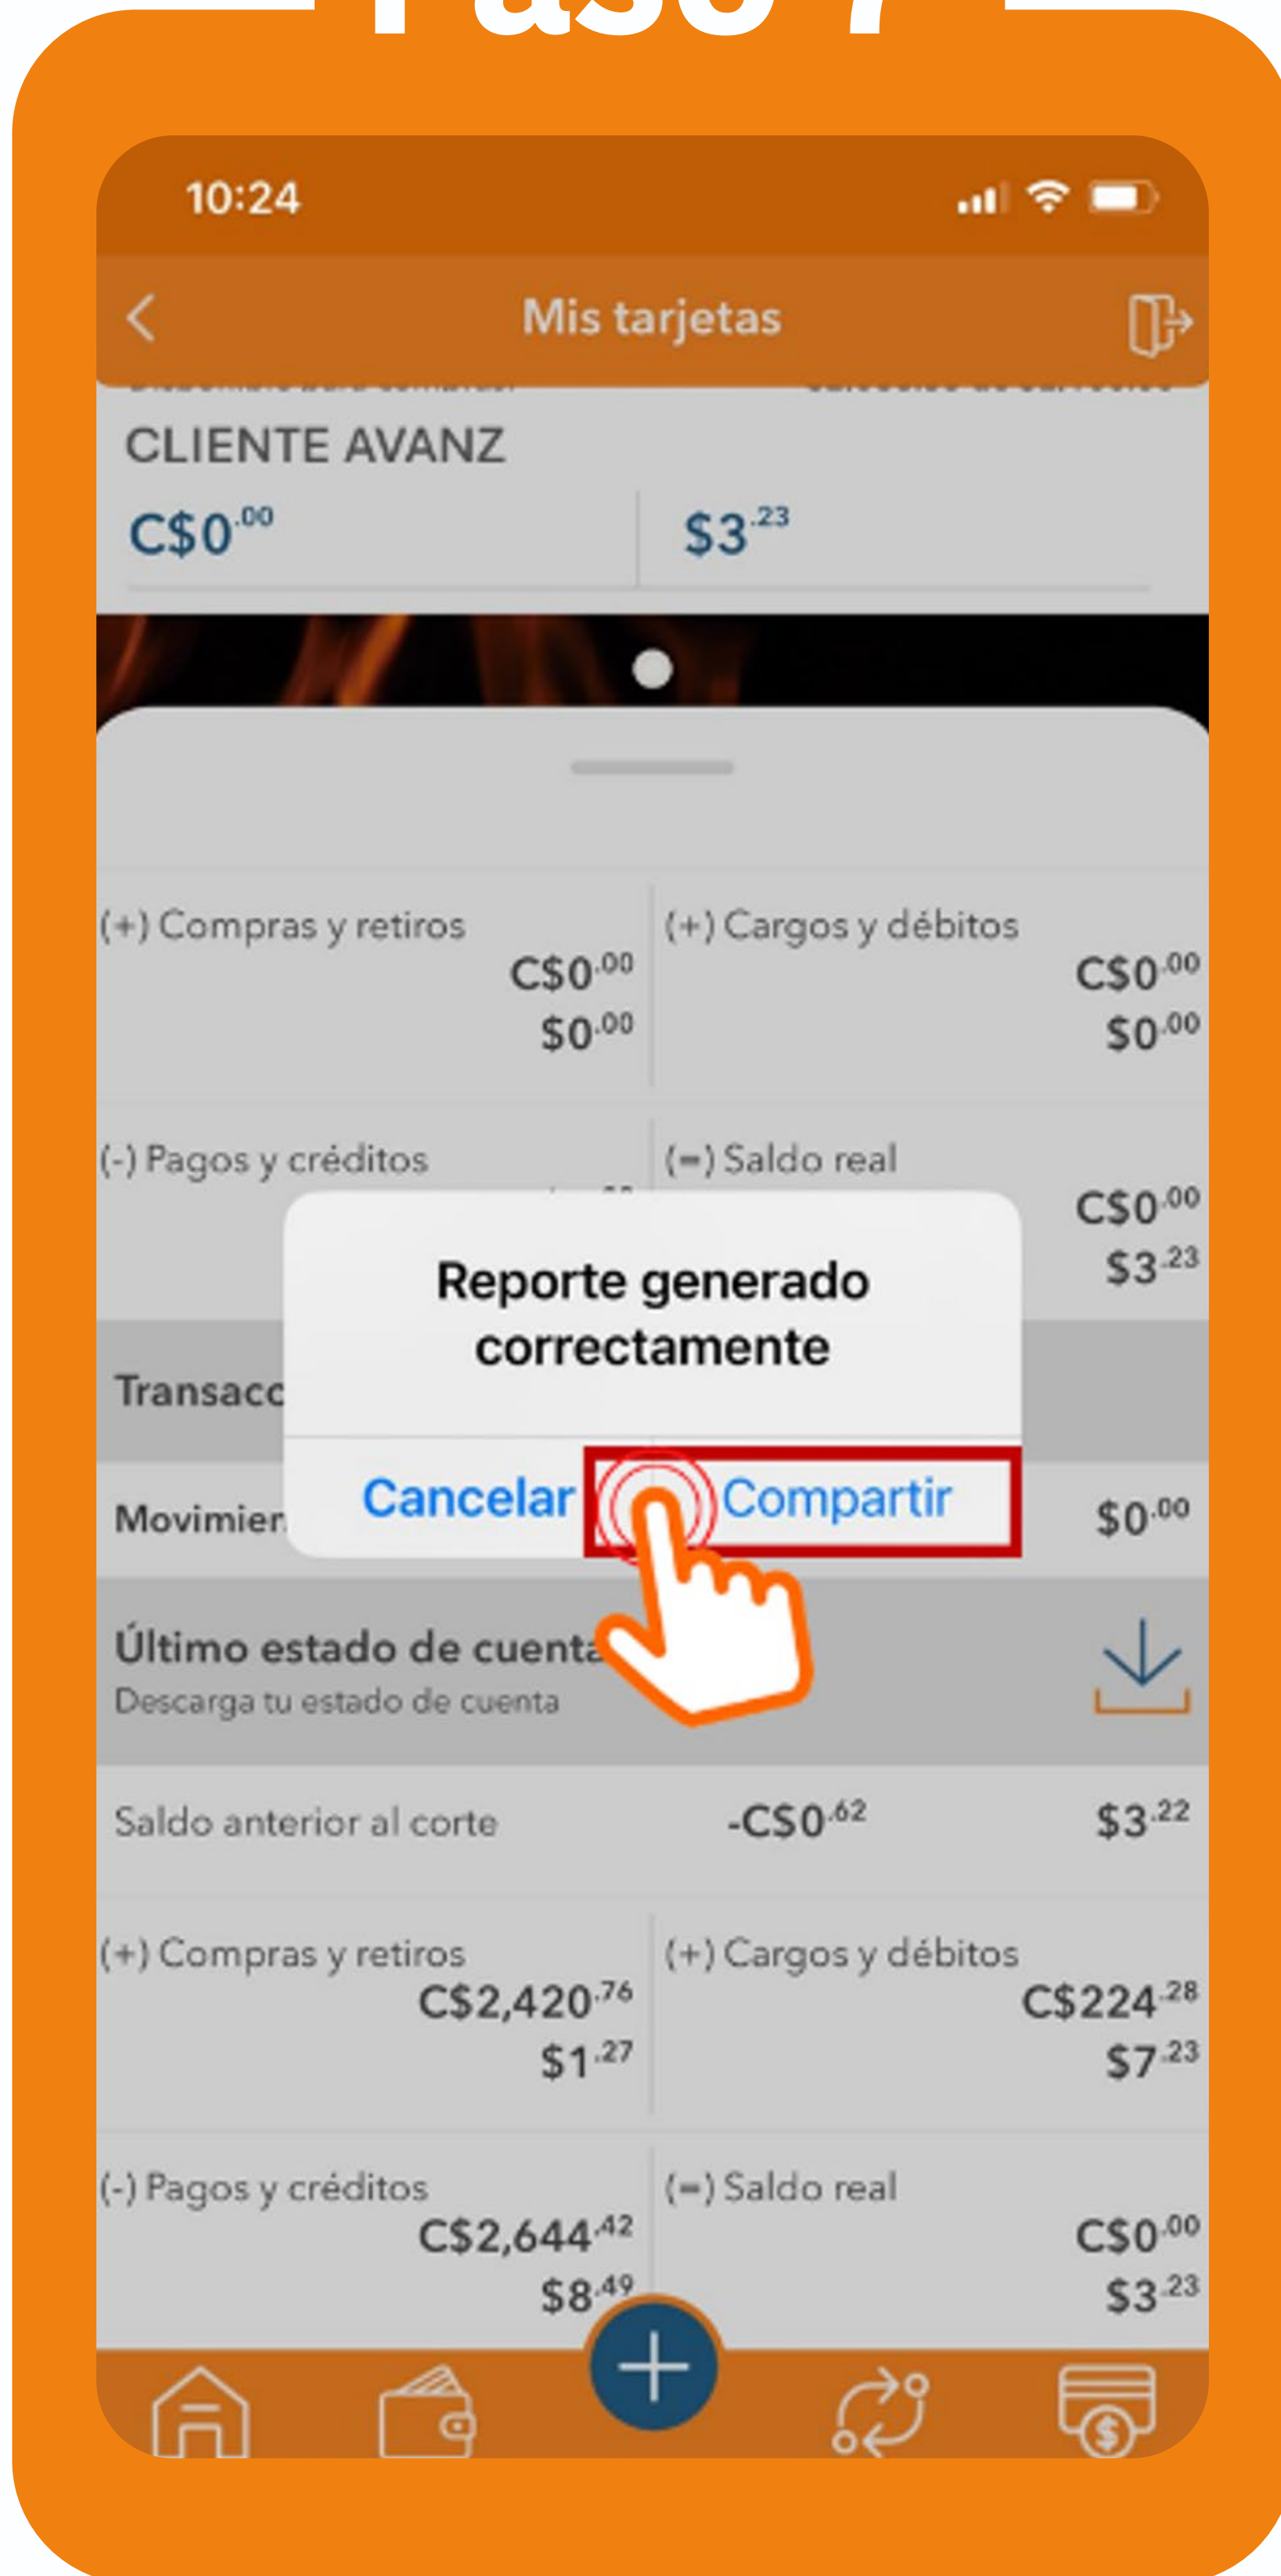 Paso 7
10:24
Mis tarjetas
CLIENTE AVANZ
C$0.00 $3.23
(+) Compras y retiros (+) Cargos y débitos
C$0.00 C$0.00
$0.00 $0.00
(-) Pagos y créditos (=) Saldo real
C$0.00
$3.23
Reporte generado
correctamente
Transacc
Cancelar Compartir
Movimien $0.00
Último estado de cuenta
Descarga tu estado de cuenta
Saldo anterior al corte -C$0.62 $3.22
(+) Compras y retiros (+) Cargos y débitos
C$2,420.76 C$224.28
$1.27 $7.23
(-) Pagos y créditos (=) Saldo real
C$2,644.42 C$0.00
$8.49 $3.23